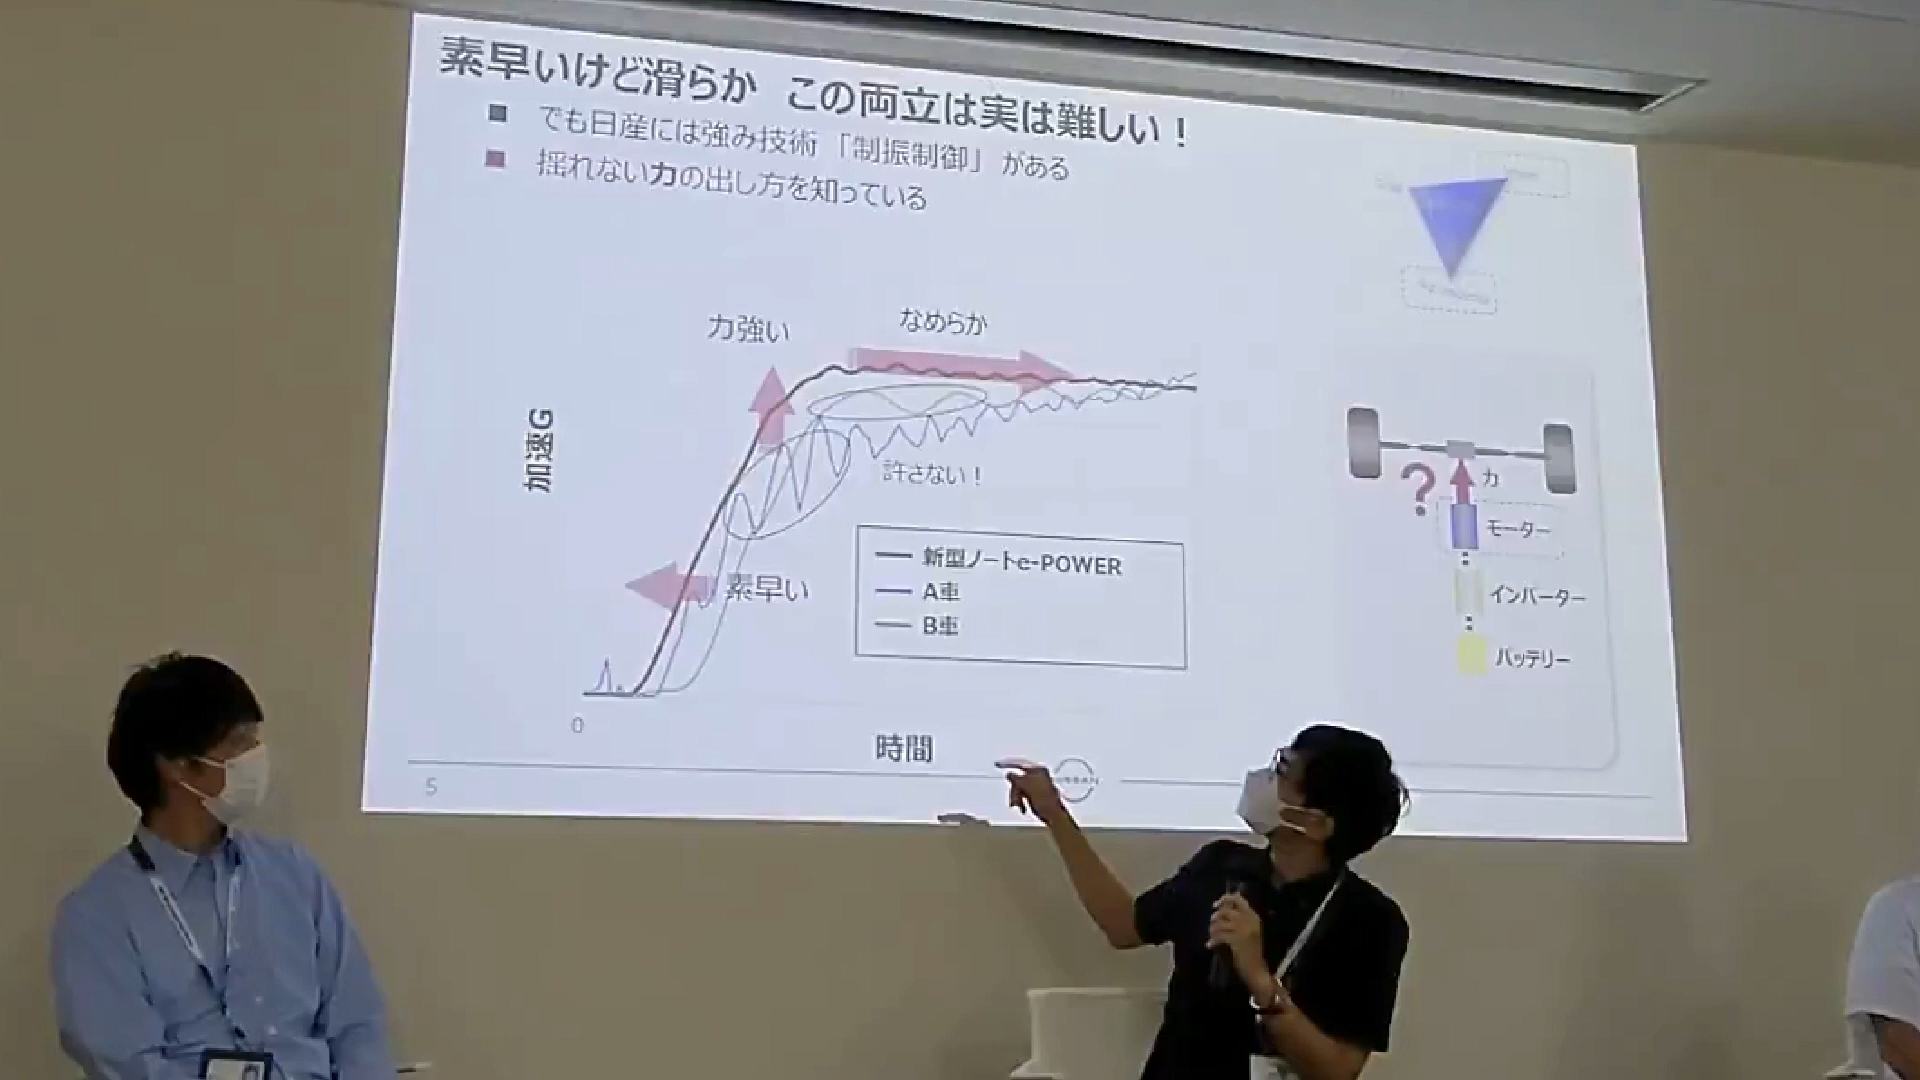 素早いけど滑らか この両立は実は難しい！
■ でも日産には強み技術「制振制御」がある
■ 揺れない力の出し方を知っている
力強い
なめらか
加速G
許さない！
素早い
新型ノートe-POWER
A車
B車
0
時間
?
力
モーター
インバーター
バッテリー
5
NISSAN